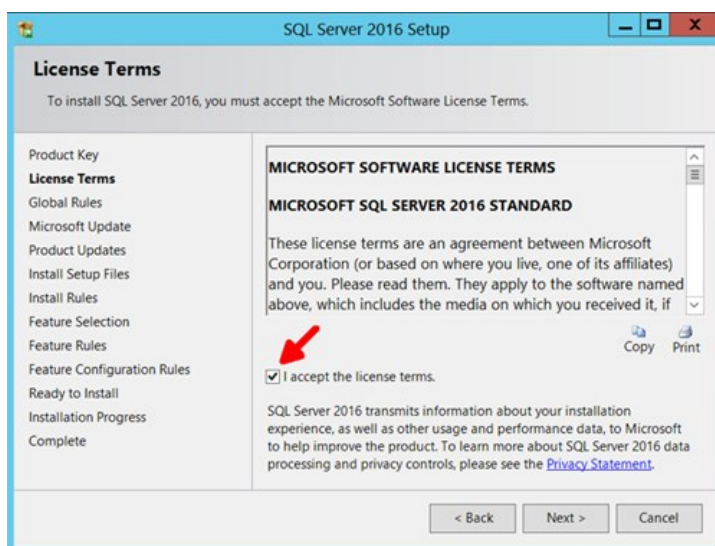 SQL Server 2016 Setup
License Terms
To install SQL Server 2016, you must accept the Microsoft Software License Terms.
Product Key
License Terms
Global Rules
Microsoft Update
Product Updates
Install Setup Files
Install Rules
Feature Selection
Feature Rules
Feature Configuration Rules
Ready to Install
Installation Progress
Complete
MICROSOFT SOFTWARE LICENSE TERMS
MICROSOFT SQL SERVER 2016 STANDARD
These license terms are an agreement between Microsoft
Corporation (or based on where you live, one of its affiliates)
and you. Please read them. They apply to the software named
above, which includes the media on which you received it, if
Copy Print
I accept the license terms.
SQL Server 2016 transmits information about your installation
experience, as well as other usage and performance data, to Microsoft
to help improve the product. To learn more about SQL Server 2016 data
processing and privacy controls, please see the Privacy Statement.
< Back Next > Cancel